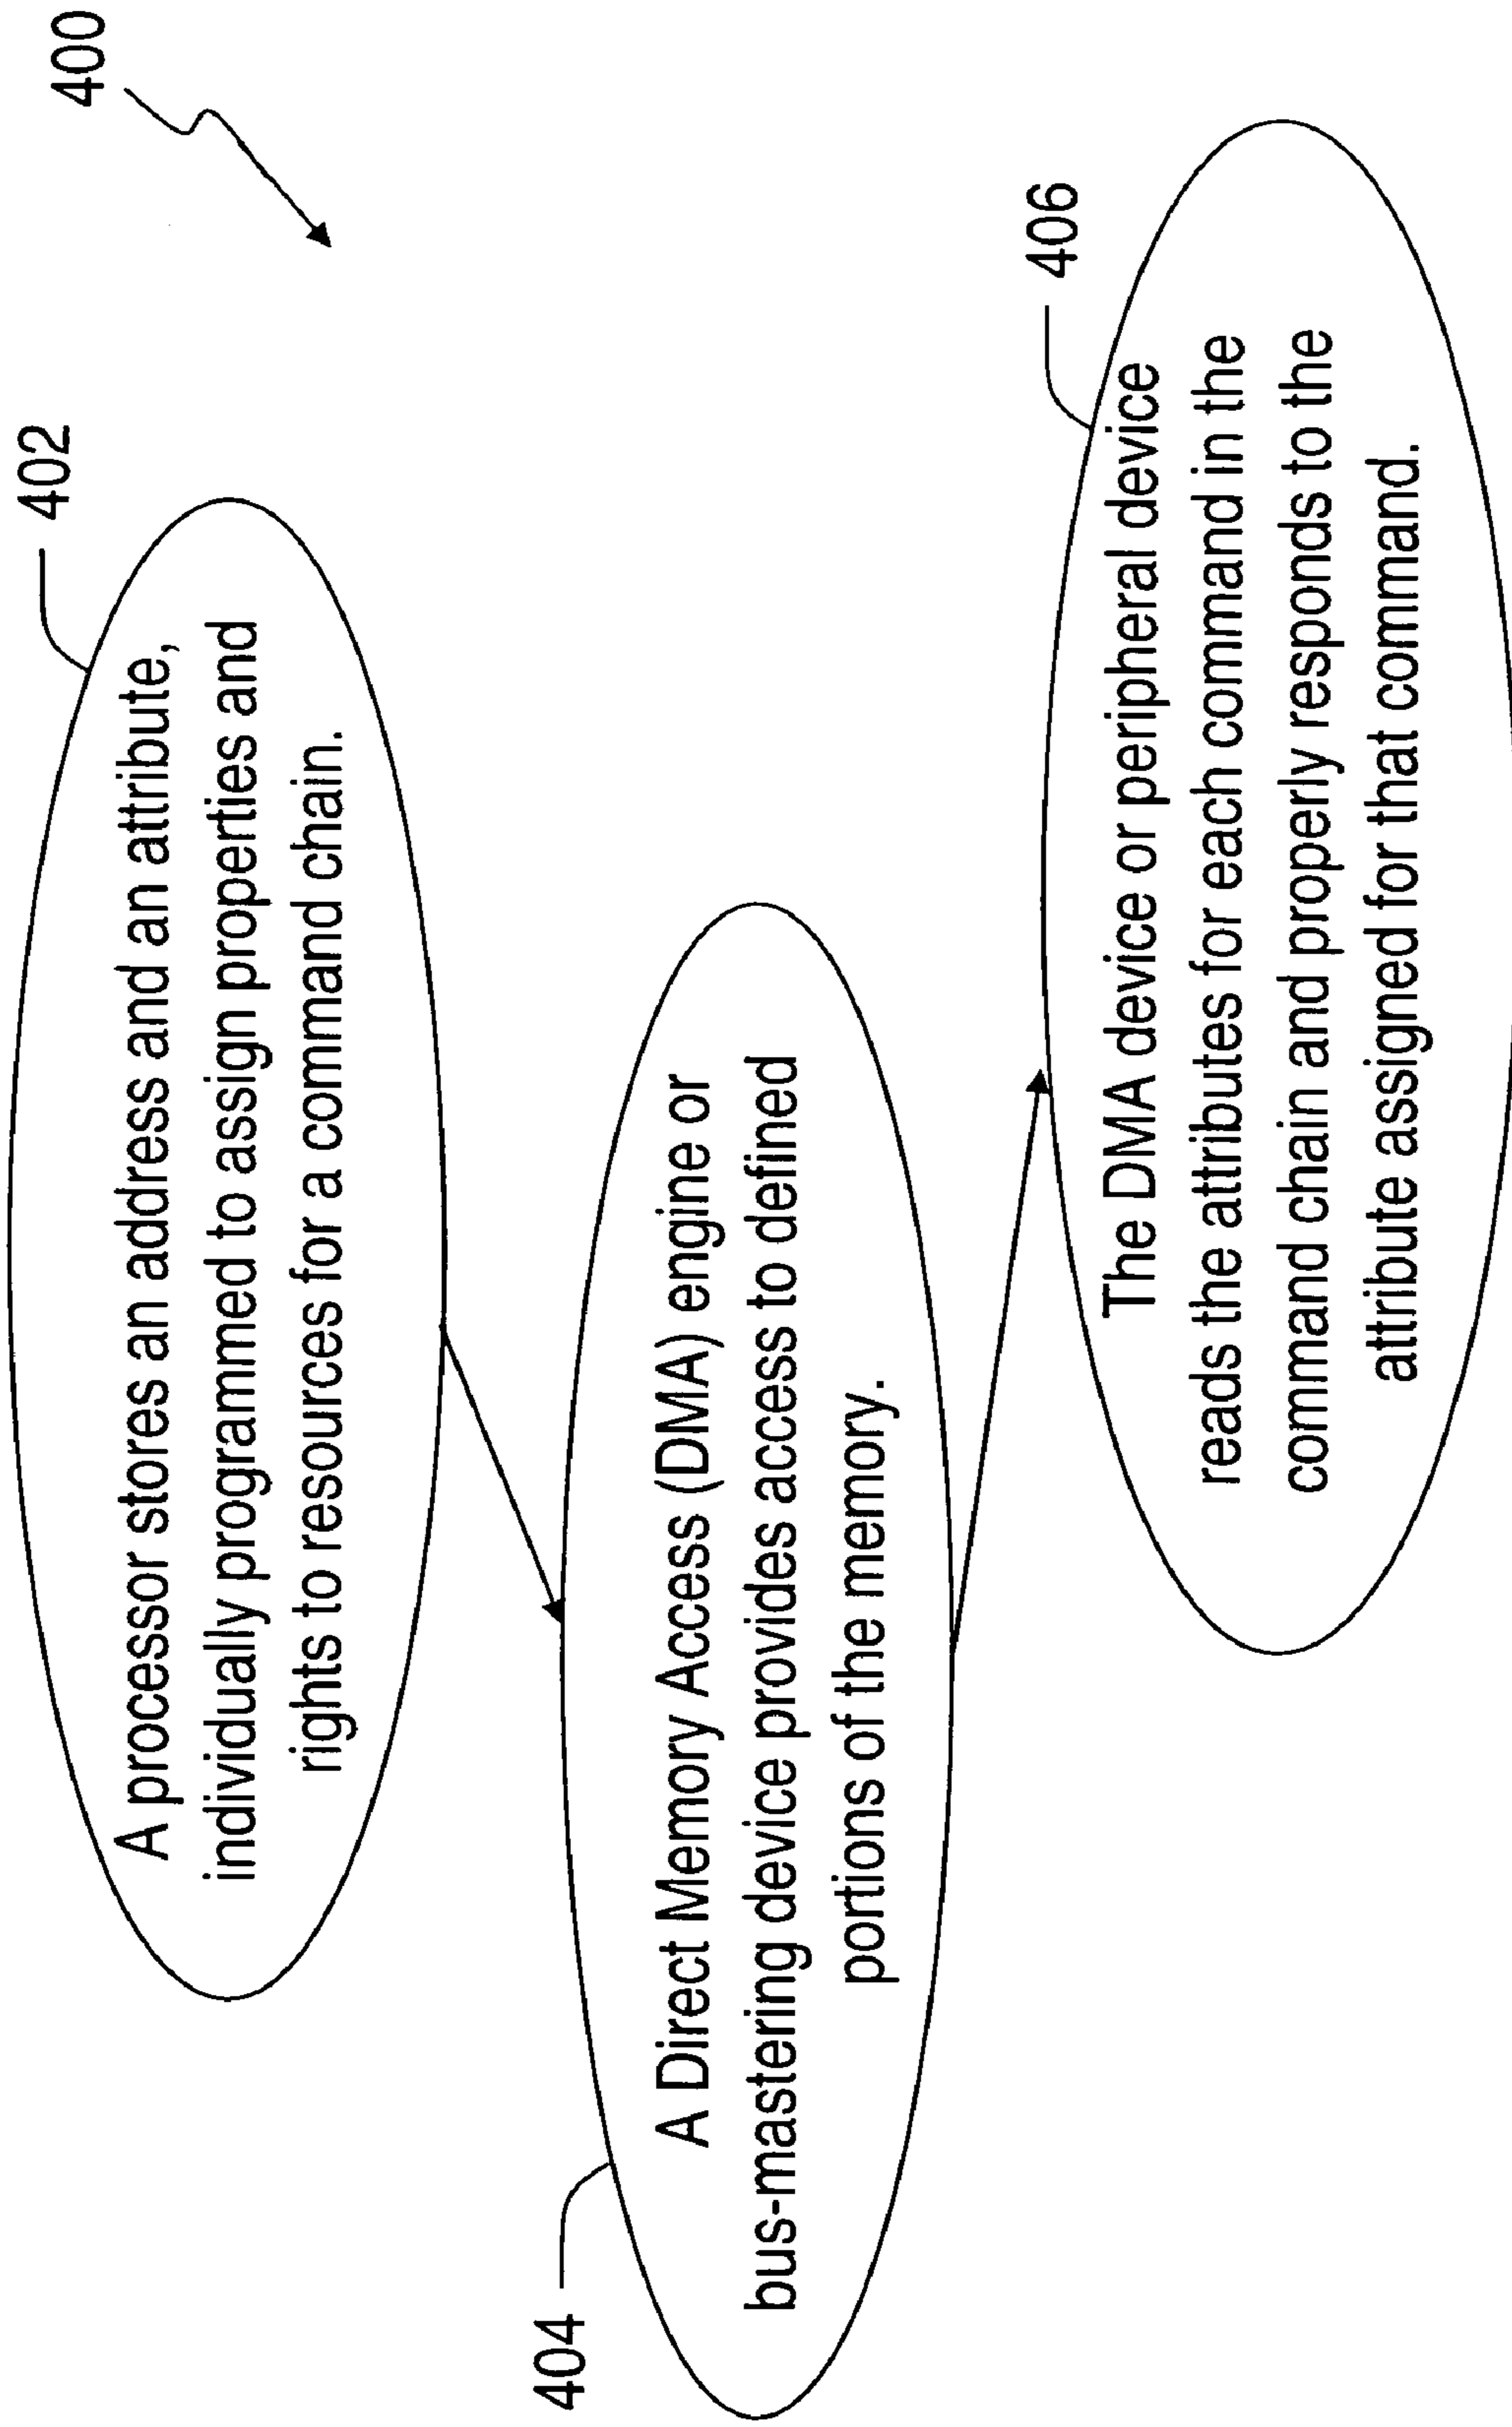 400
402
A processor stores an address and an attribute,
individually programmed to assign properties and
rights to resources for a command chain.
404
A Direct Memory Access (DMA) engine or
bus-mastering device provides access to defined
portions of the memory.
406
The DMA device or peripheral device
reads the attributes for each command in the
command chain and properly responds to the
attribute assigned for that command.